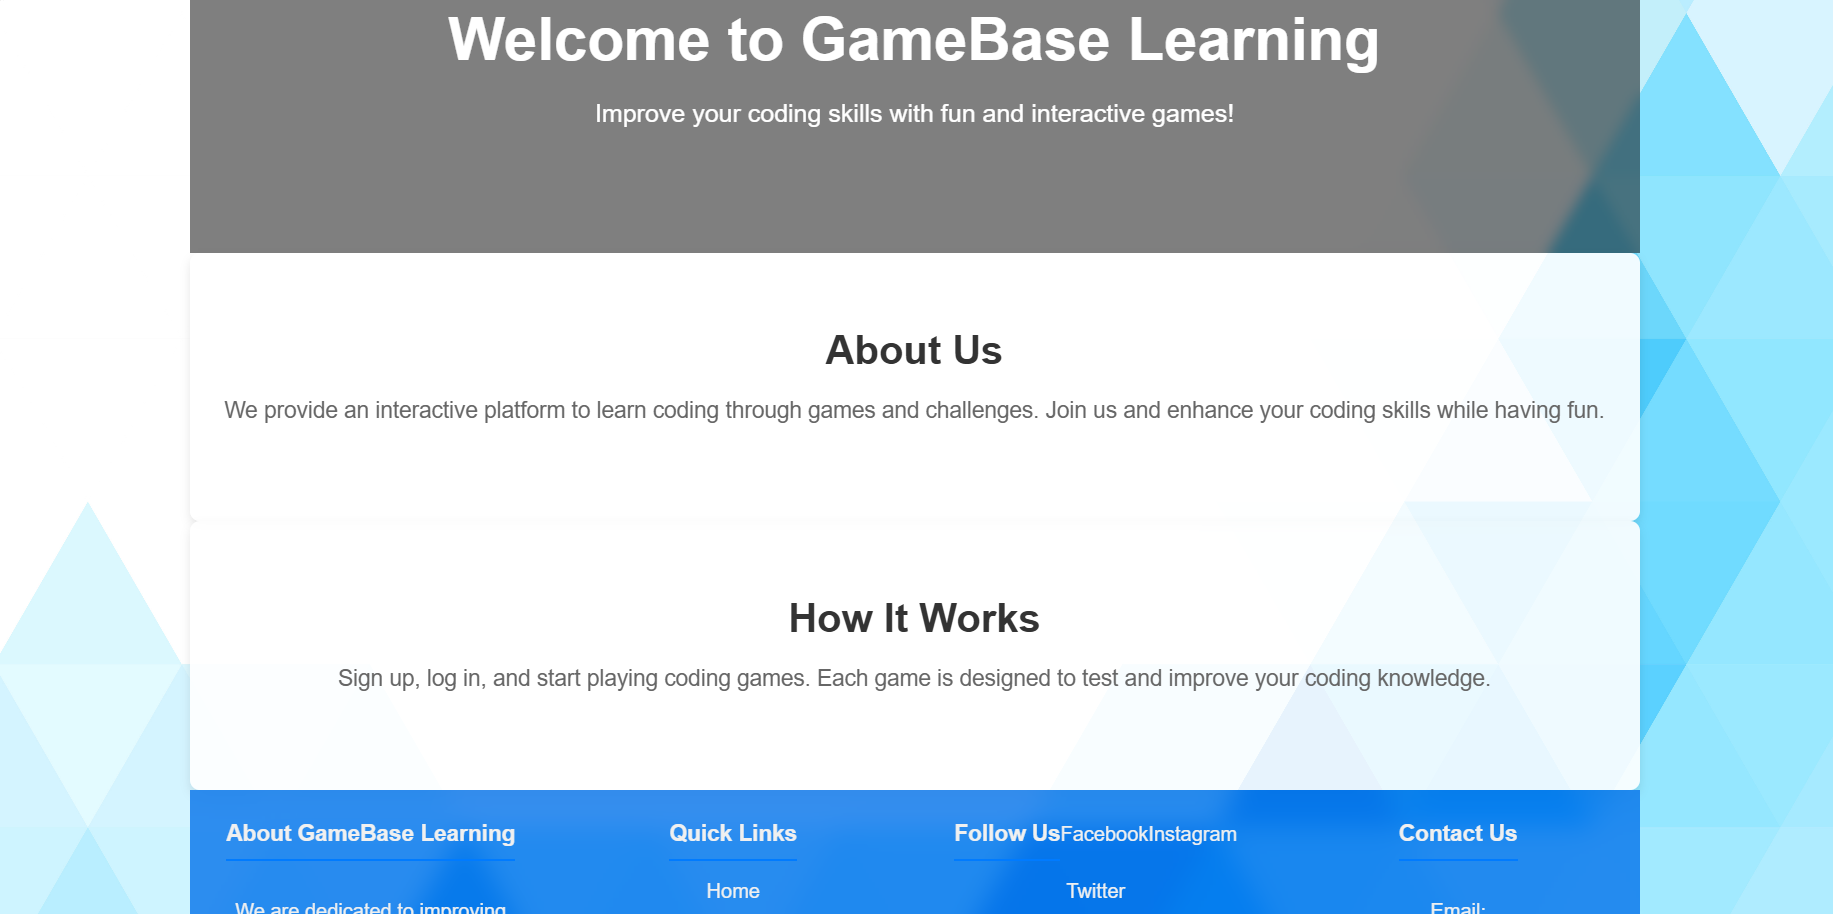 Welcome to GameBase Learning
Improve your coding skills with fun and interactive games!
About Us
We provide an interactive platform to learn coding through games and challenges. Join us and enhance your coding skills while having fun.
How It Works
Sign up, log in, and start playing coding games. Each game is designed to test and improve your coding knowledge.
About GameBase Learning
We are dedicated to improving
Quick Links
Home
Follow UsFacebookInstagram
Twitter
Contact Us
Email: